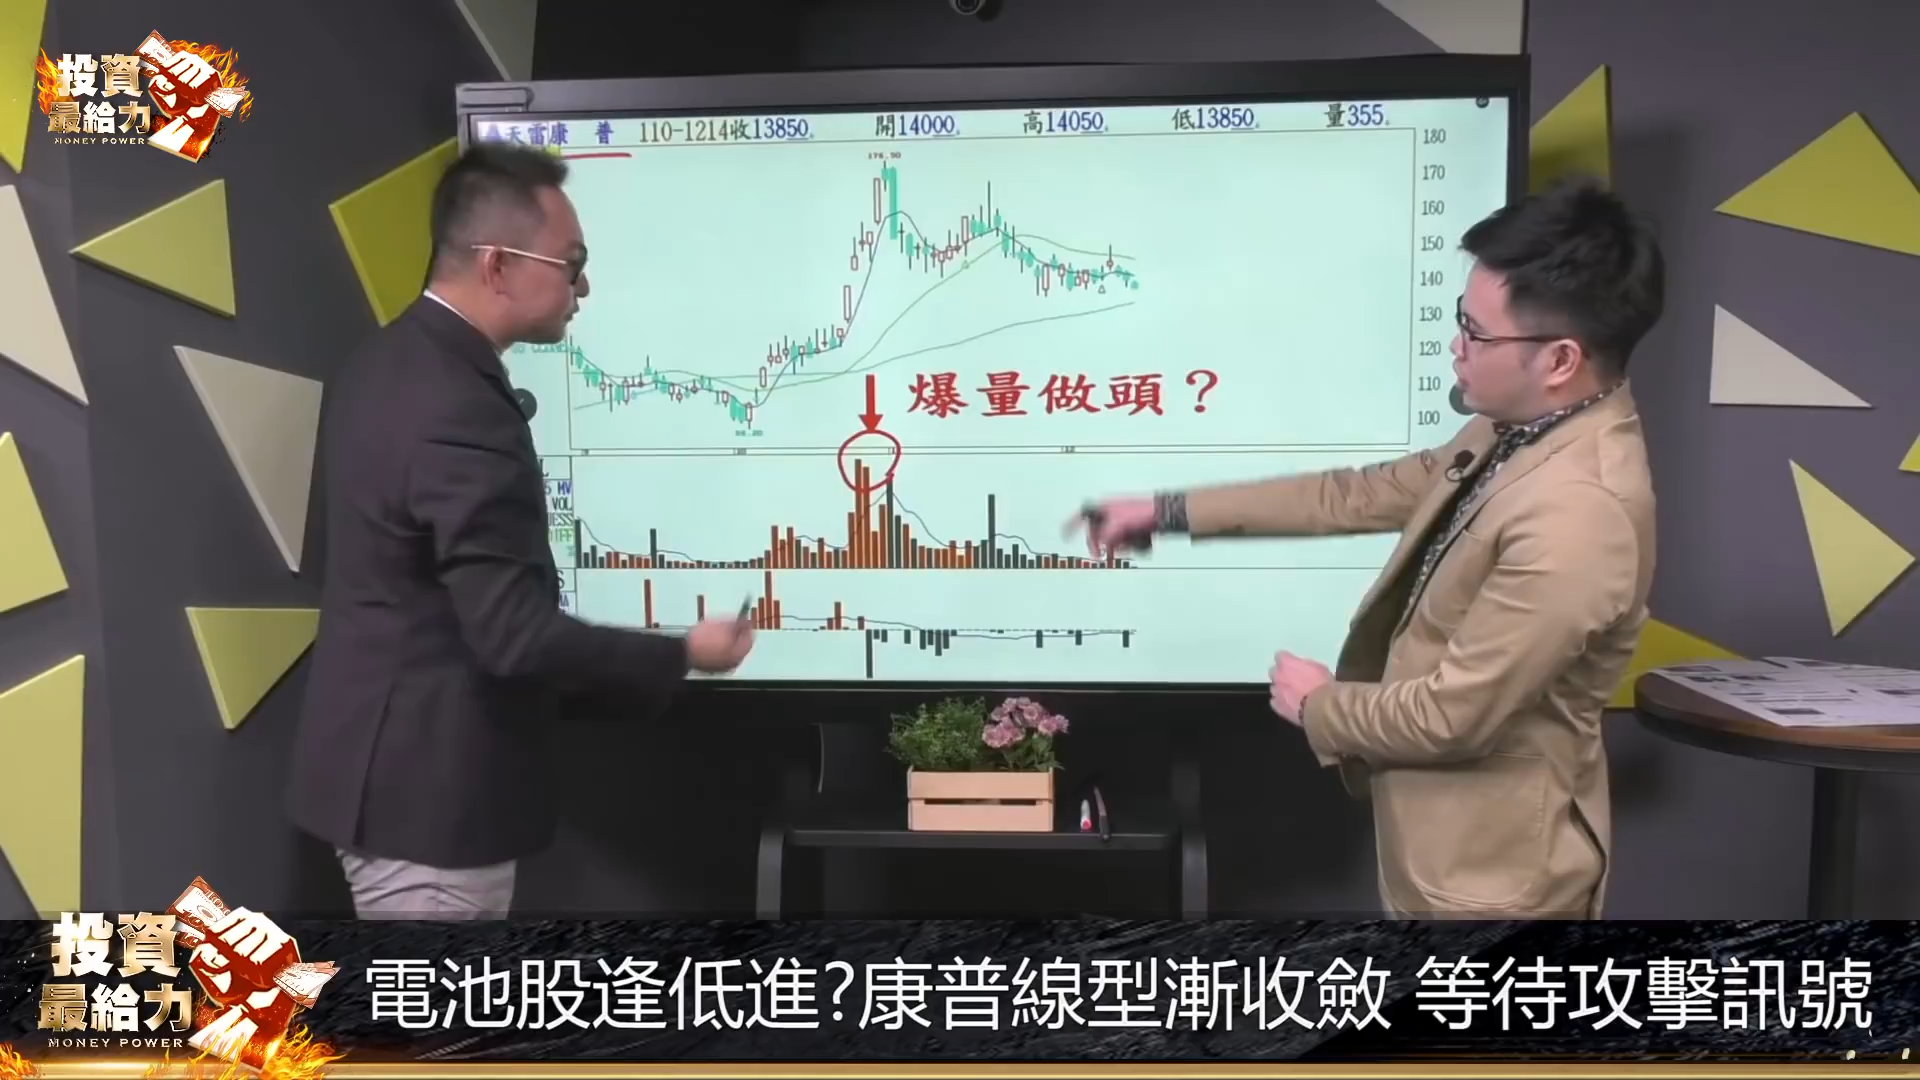 投資
最給力
MONEY POWER
天雷康 普 110-1214收13850. 開14000. 高14050. 低13850. 量355.
176.50
180
170
160
150
140
130
120
110
100
爆量做頭？
MV
VOL
投資
最給力
MONEY POWER
電池股逢低進?康普線型漸收斂 等待攻擊訊號